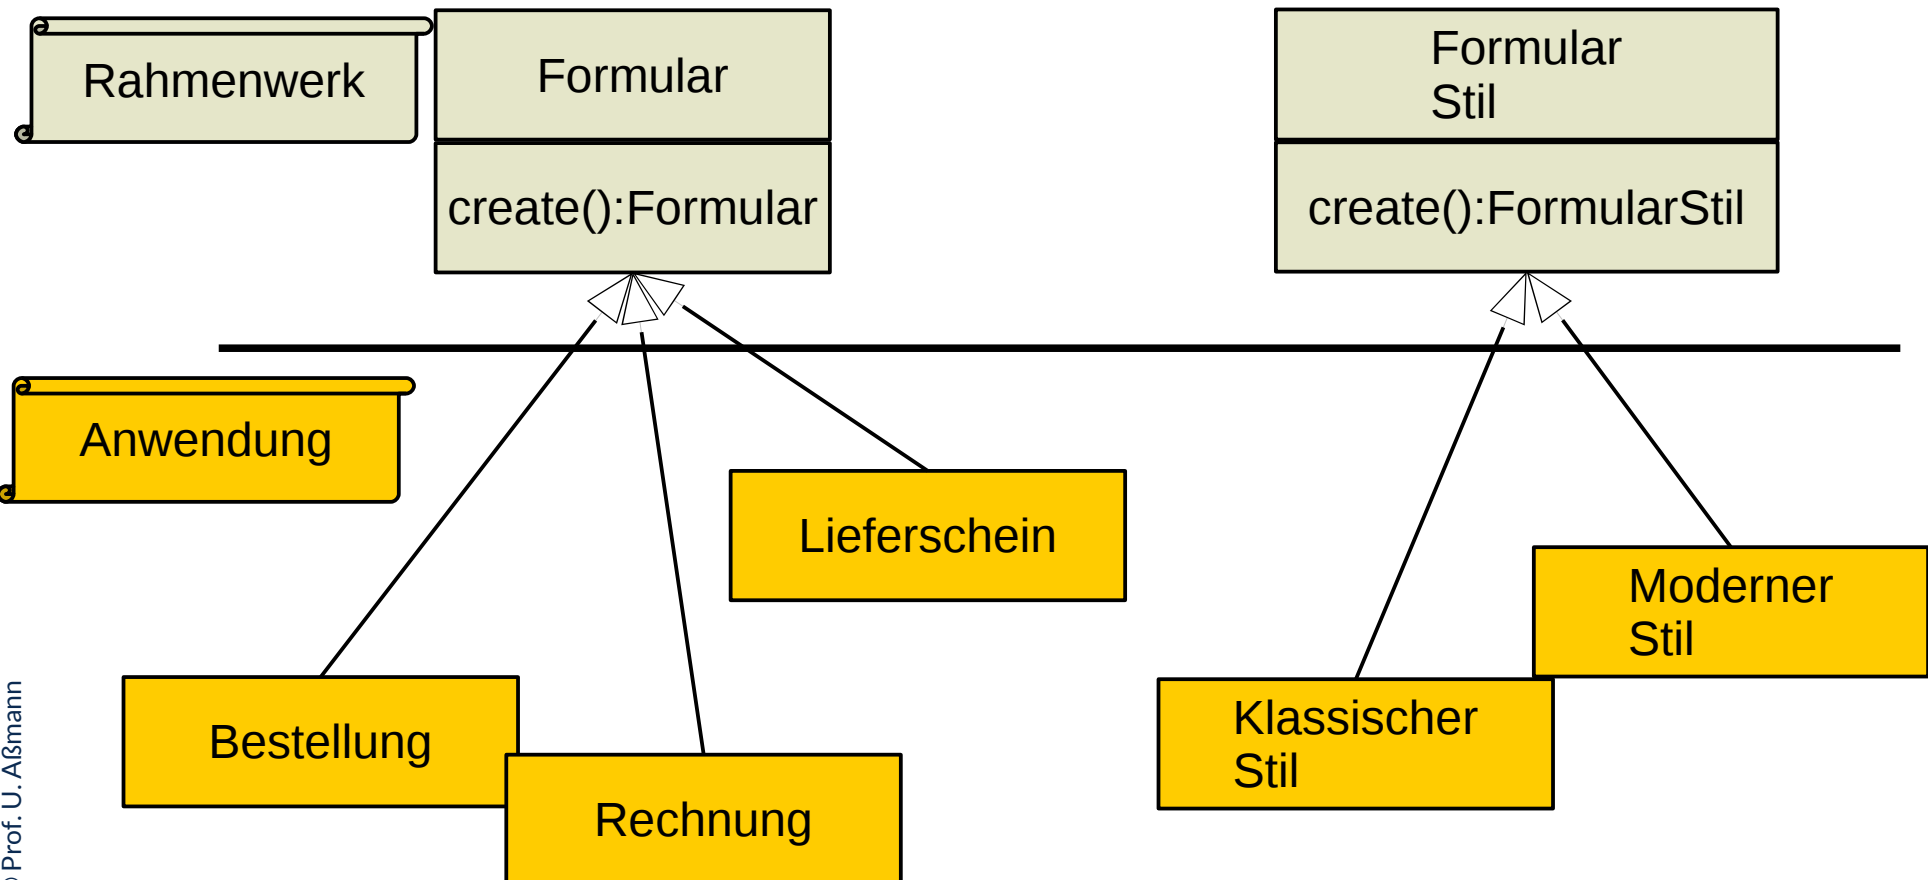 Rahmenwerk
Formular
create():Formular
Formular
Stil
create():FormularStil
Anwendung
Lieferschein
Moderner
Stil
Bestellung
Klassischer
Stil
Rechnung
© Prof. U. Aßmann